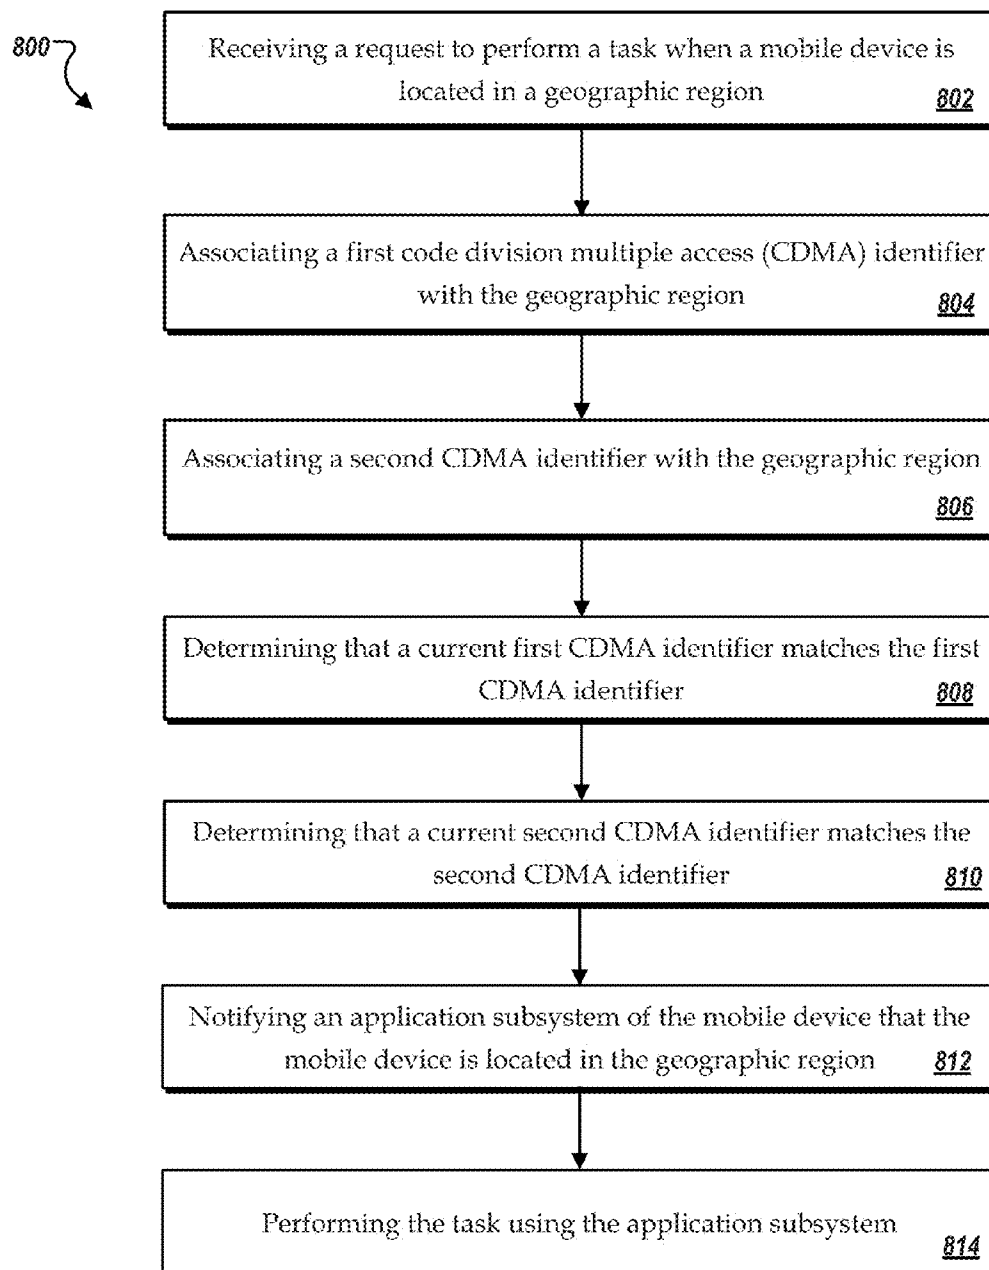 800
Receiving a request to perform a task when a mobile device is
located in a geographic region
802
Associating a first code division multiple access (CDMA) identifier
with the geographic region
804
Associating a second CDMA identifier with the geographic region
806
Determining that a current first CDMA identifier matches the first
CDMA identifier
808
Determining that a current second CDMA identifier matches the
second CDMA identifier
810
Notifying an application subsystem of the mobile device that the
mobile device is located in the geographic region
812
Performing the task using the application subsystem
814